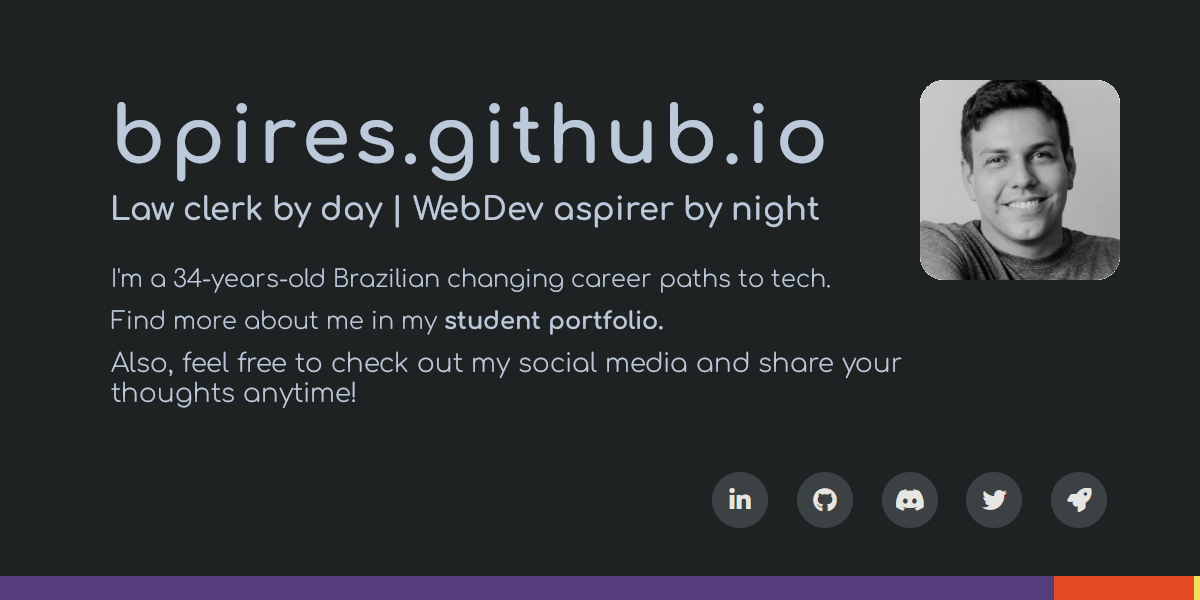 bpires.github.io
Law clerk by day | WebDev aspirer by night
I'm a 34-years-old Brazilian changing career paths to tech.
Find more about me in my student portfolio.
Also, feel free to check out my social media and share your
thoughts anytime!
in